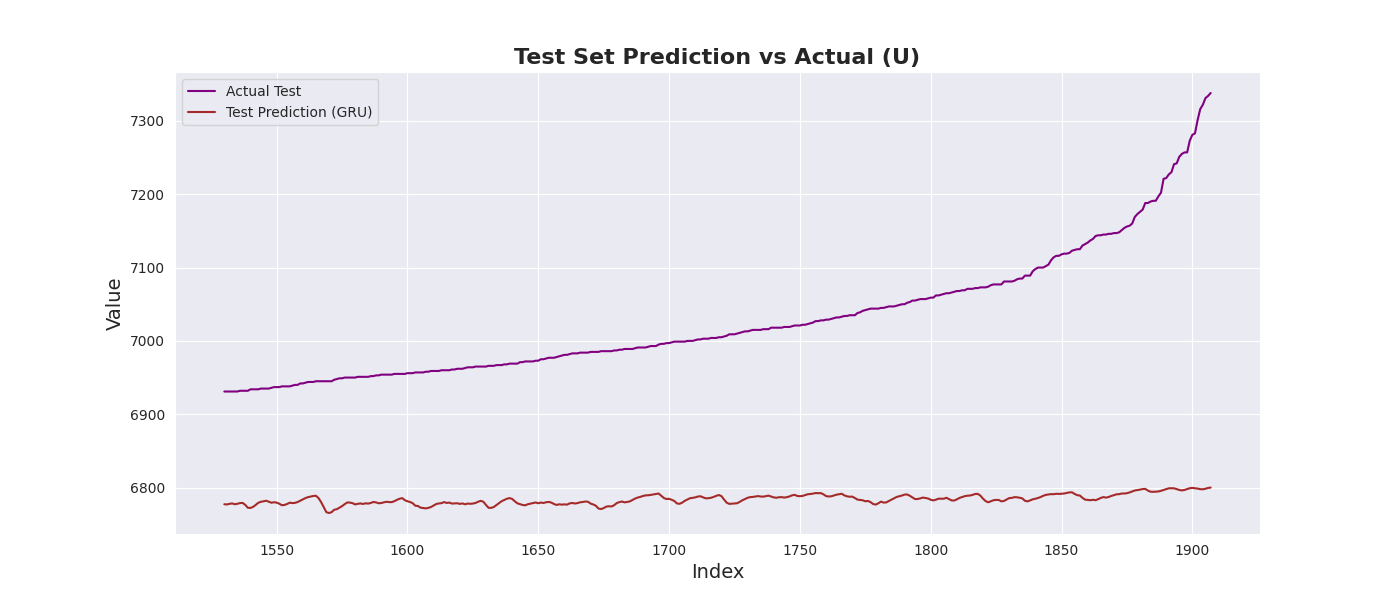 Test Set Prediction vs Actual (U)
Actual Test
Test Prediction (GRU)
Value
7300
7200
7100
7000
6900
6800
1550 1600 1650 1700 1750 1800 1850 1900
Index